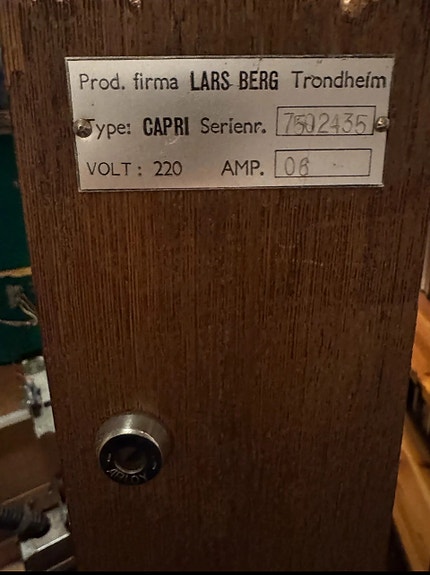 Prod. firma LARS BERG Trondheim
Type: CAPRI Serienr. 7502435
VOLT: 220 AMP. 06